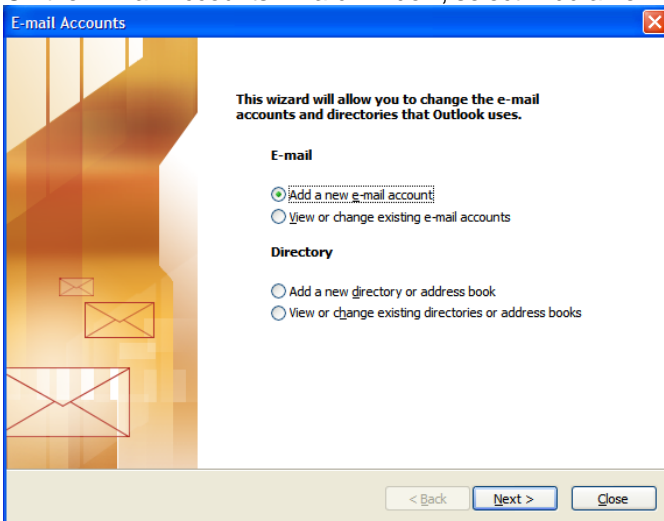 E-mail Accounts
This wizard will allow you to change the e-mail
accounts and directories that Outlook uses.
E-mail
Add a new e-mail account
View or change existing e-mail accounts
Directory
Add a new directory or address book
View or change existing directories or address books
< Back Next > Close